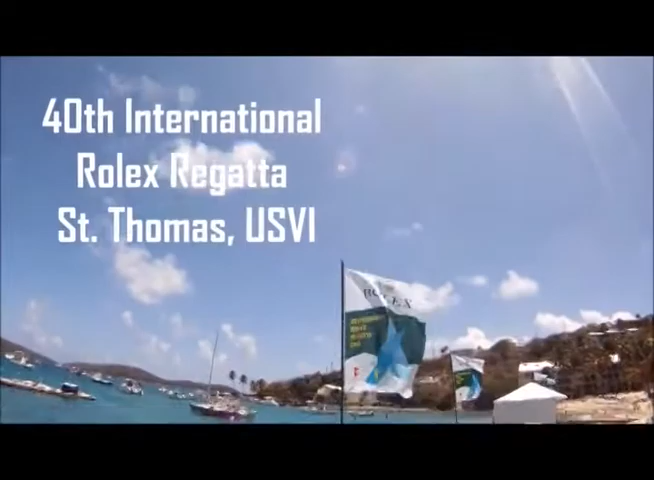 40th International
Rolex Regatta
St. Thomas, USVI
ROLEX